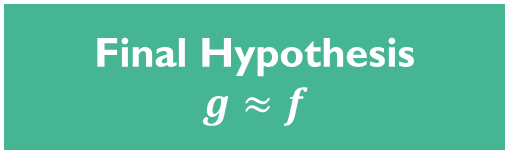 Final Hypothesis
g ≈ f